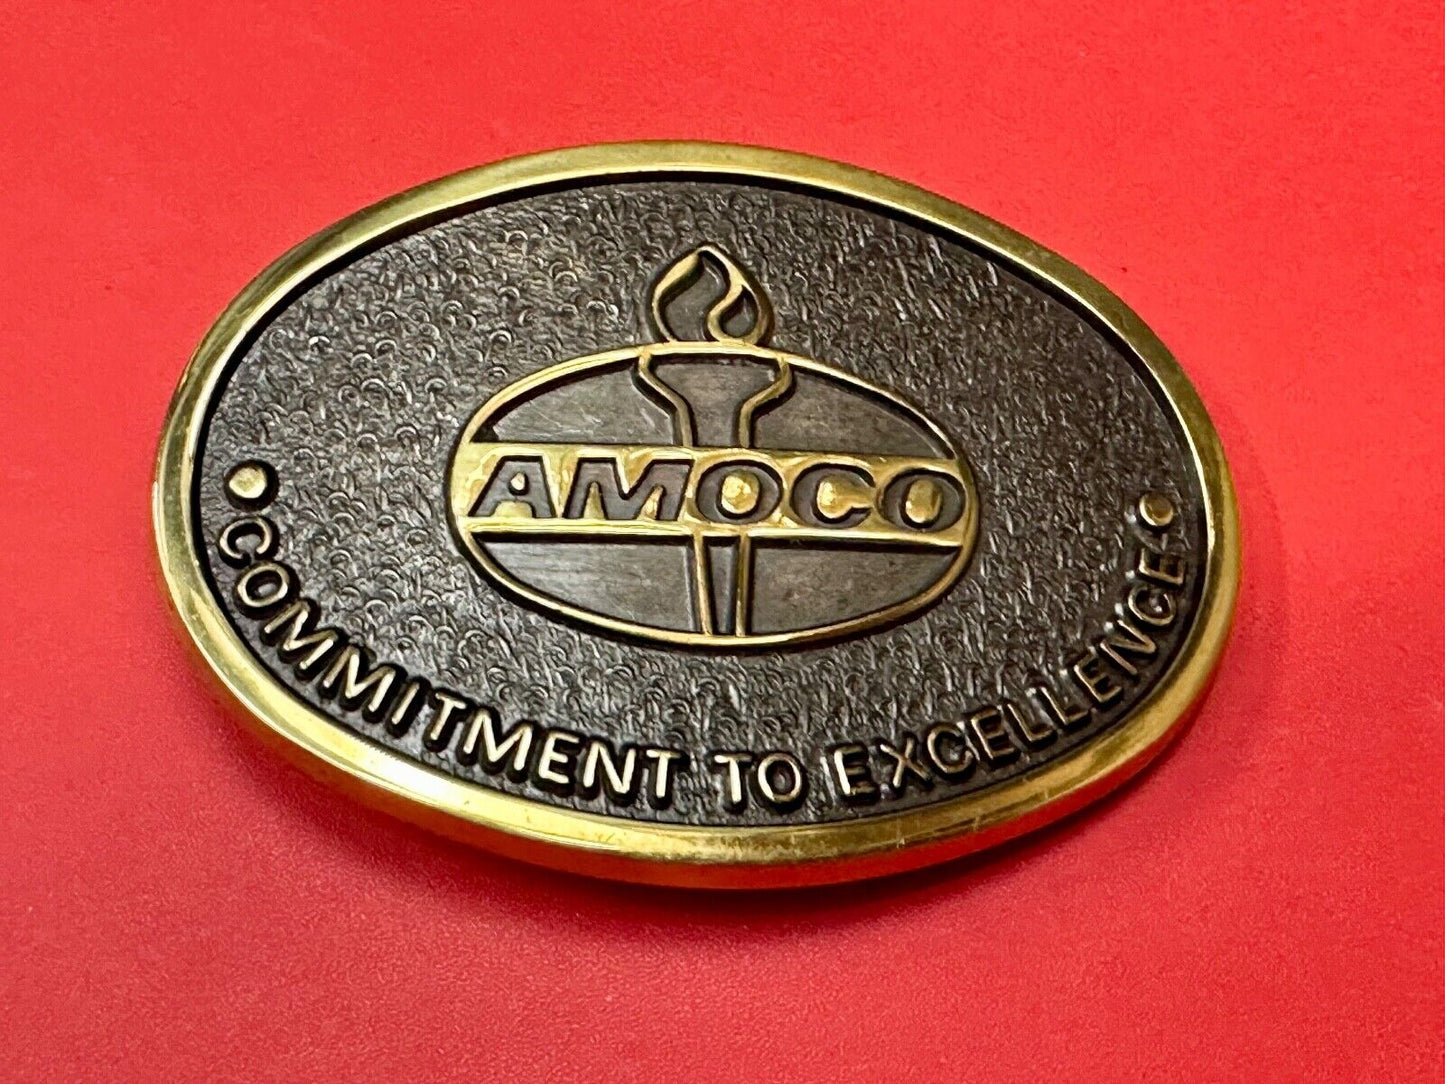 AMOCO
• COMMITMENT TO EXCELLENCE •